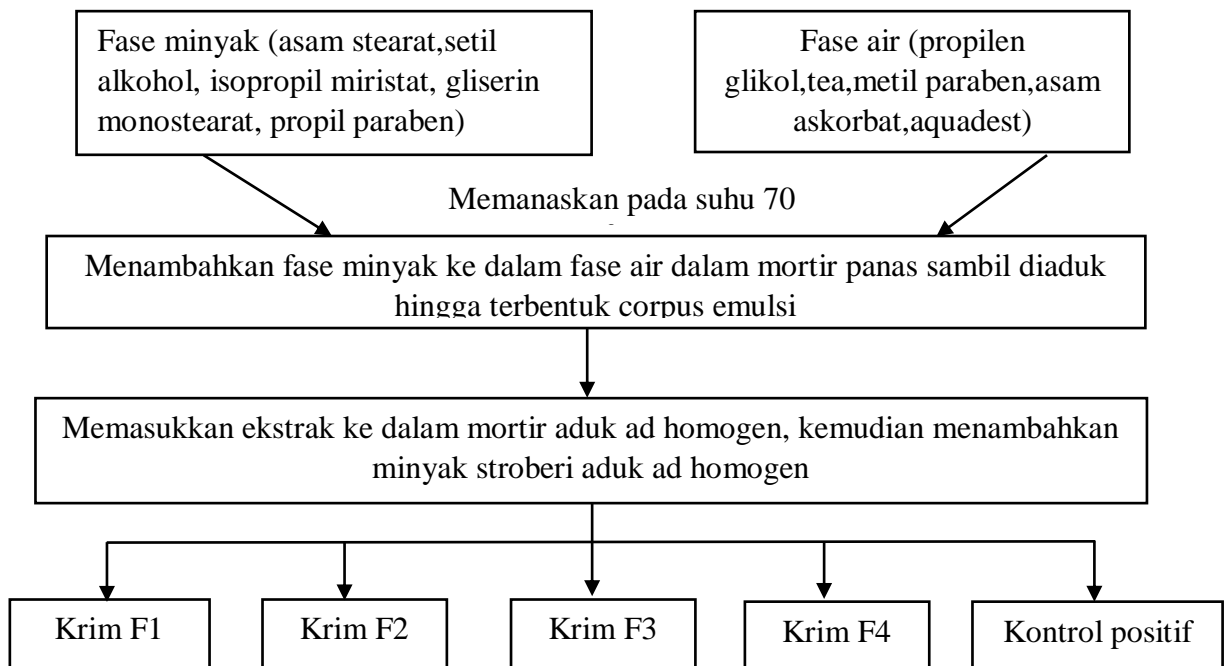 Fase minyak (asam stearat,setil
alkohol, isopropil miristat, gliserin
monostearat, propil paraben)
Fase air (propilen
glikol,tea,metil paraben,asam
askorbat,aquadest)
Memanaskan pada suhu 70
Menambahkan fase minyak ke dalam fase air dalam mortir panas sambil diaduk
hingga terbentuk corpus emulsi
Memasukkan ekstrak ke dalam mortir aduk ad homogen, kemudian menambahkan
minyak stroberi aduk ad homogen
Krim F1
Krim F2
Krim F3
Krim F4
Kontrol positif